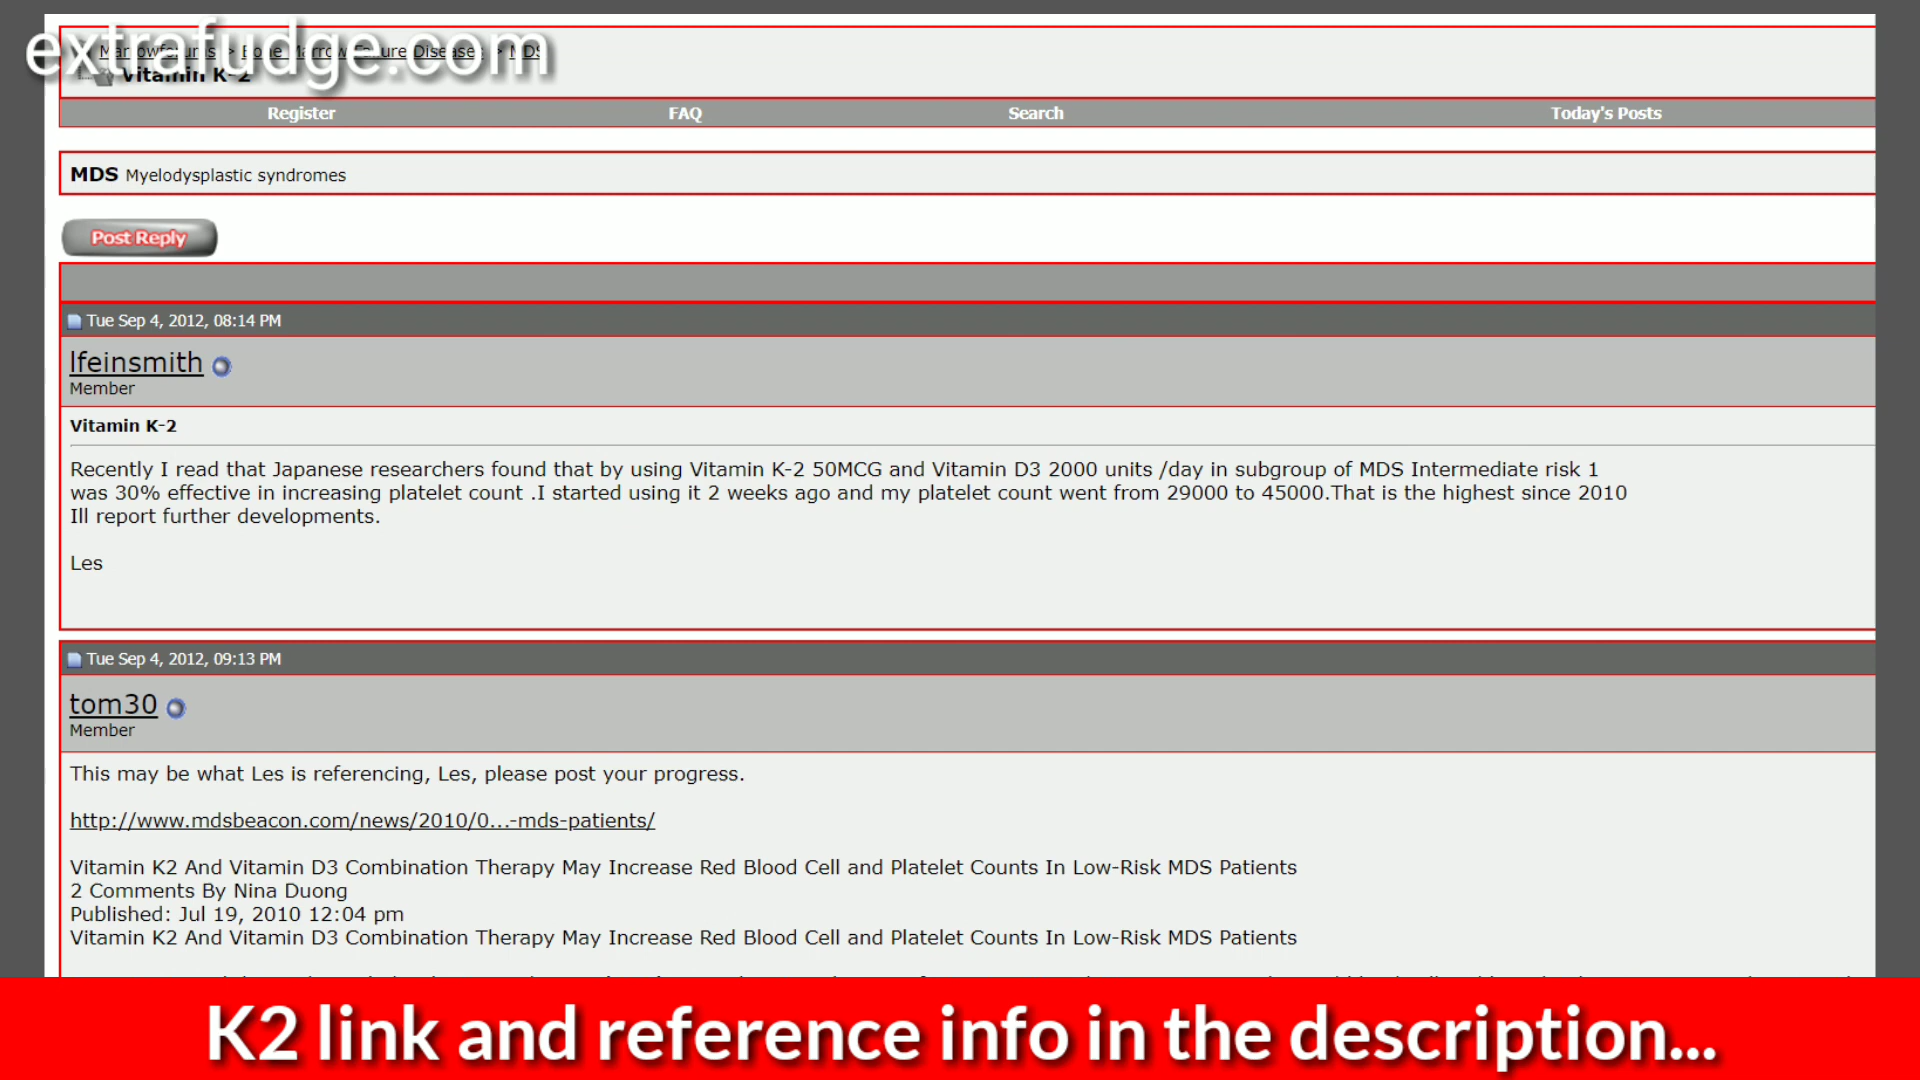 extrafudge.com
Marrowforums > Bone Marrow Failure Diseases > MDS
Vitamin K-2
Register FAQ Search Today's Posts
MDS Myelodysplastic syndromes
Post Reply
Tue Sep 4, 2012, 08:14 PM
lfeinsmith
Member
Vitamin K-2
Recently I read that Japanese researchers found that by using Vitamin K-2 50MCG and Vitamin D3 2000 units /day in subgroup of MDS Intermediate risk 1
was 30% effective in increasing platelet count .I started using it 2 weeks ago and my platelet count went from 29000 to 45000.That is the highest since 2010
Ill report further developments.
Les
Tue Sep 4, 2012, 09:13 PM
tom30
Member
This may be what Les is referencing, Les, please post your progress.
http://www.mdsbeacon.com/news/2010/0...-mds-patients/
Vitamin K2 And Vitamin D3 Combination Therapy May Increase Red Blood Cell and Platelet Counts In Low-Risk MDS Patients
2 Comments By Nina Duong
Published: Jul 19, 2010 12:04 pm
Vitamin K2 And Vitamin D3 Combination Therapy May Increase Red Blood Cell and Platelet Counts In Low-Risk MDS Patients
K2 link and reference info in the description...